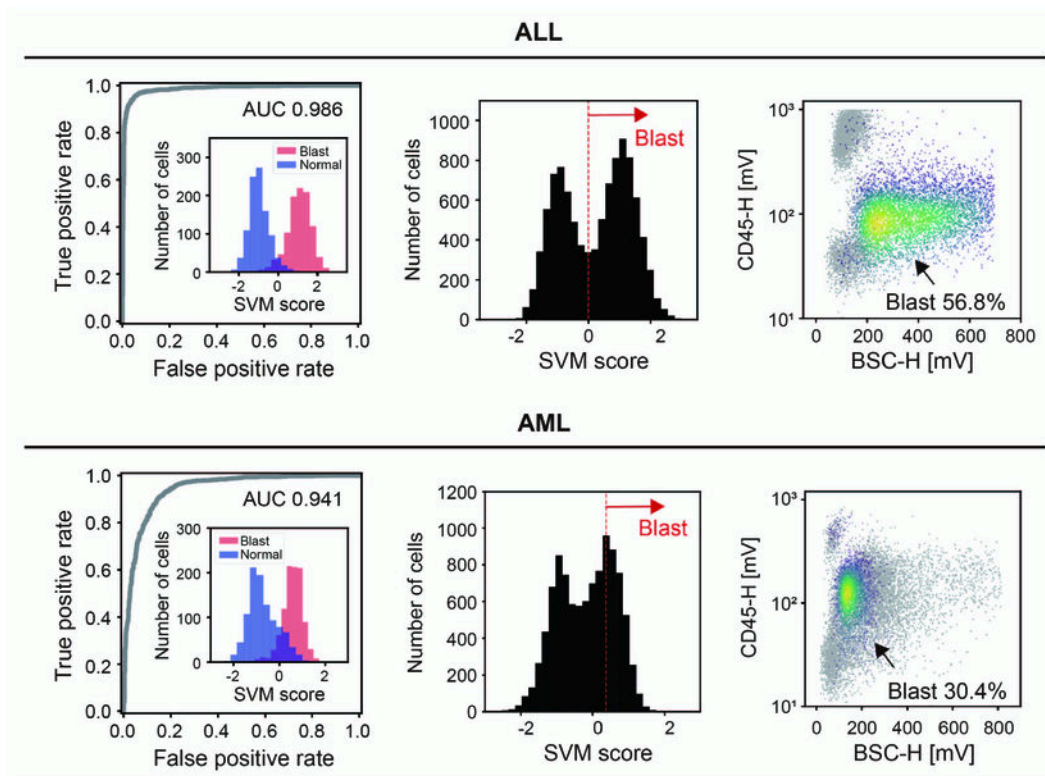 ALL
1.0
0.8
0.6
0.4
0.2
0.0
True positive rate
0.0 0.2 0.4 0.6 0.8 1.0
False positive rate
AUC 0.986
300
200
100
0
Number of cells
Blast
Normal
-2 0 2
SVM score
1000
800
600
400
200
0
Number of cells
Blast
-2 0 2
SVM score
10³
10²
10¹
CD45-H [mV]
Blast 56.8%
0 200 400 600 800
BSC-H [mV]
AML
1.0
0.8
0.6
0.4
0.2
0.0
True positive rate
0.0 0.2 0.4 0.6 0.8 1.0
False positive rate
AUC 0.941
300
200
100
0
Number of cells
Blast
Normal
-2 0 2
SVM score
1200
1000
800
600
400
200
0
Number of cells
Blast
-2 0 2
SVM score
10³
10²
10¹
CD45-H [mV]
Blast 30.4%
0 200 400 600 800
BSC-H [mV]